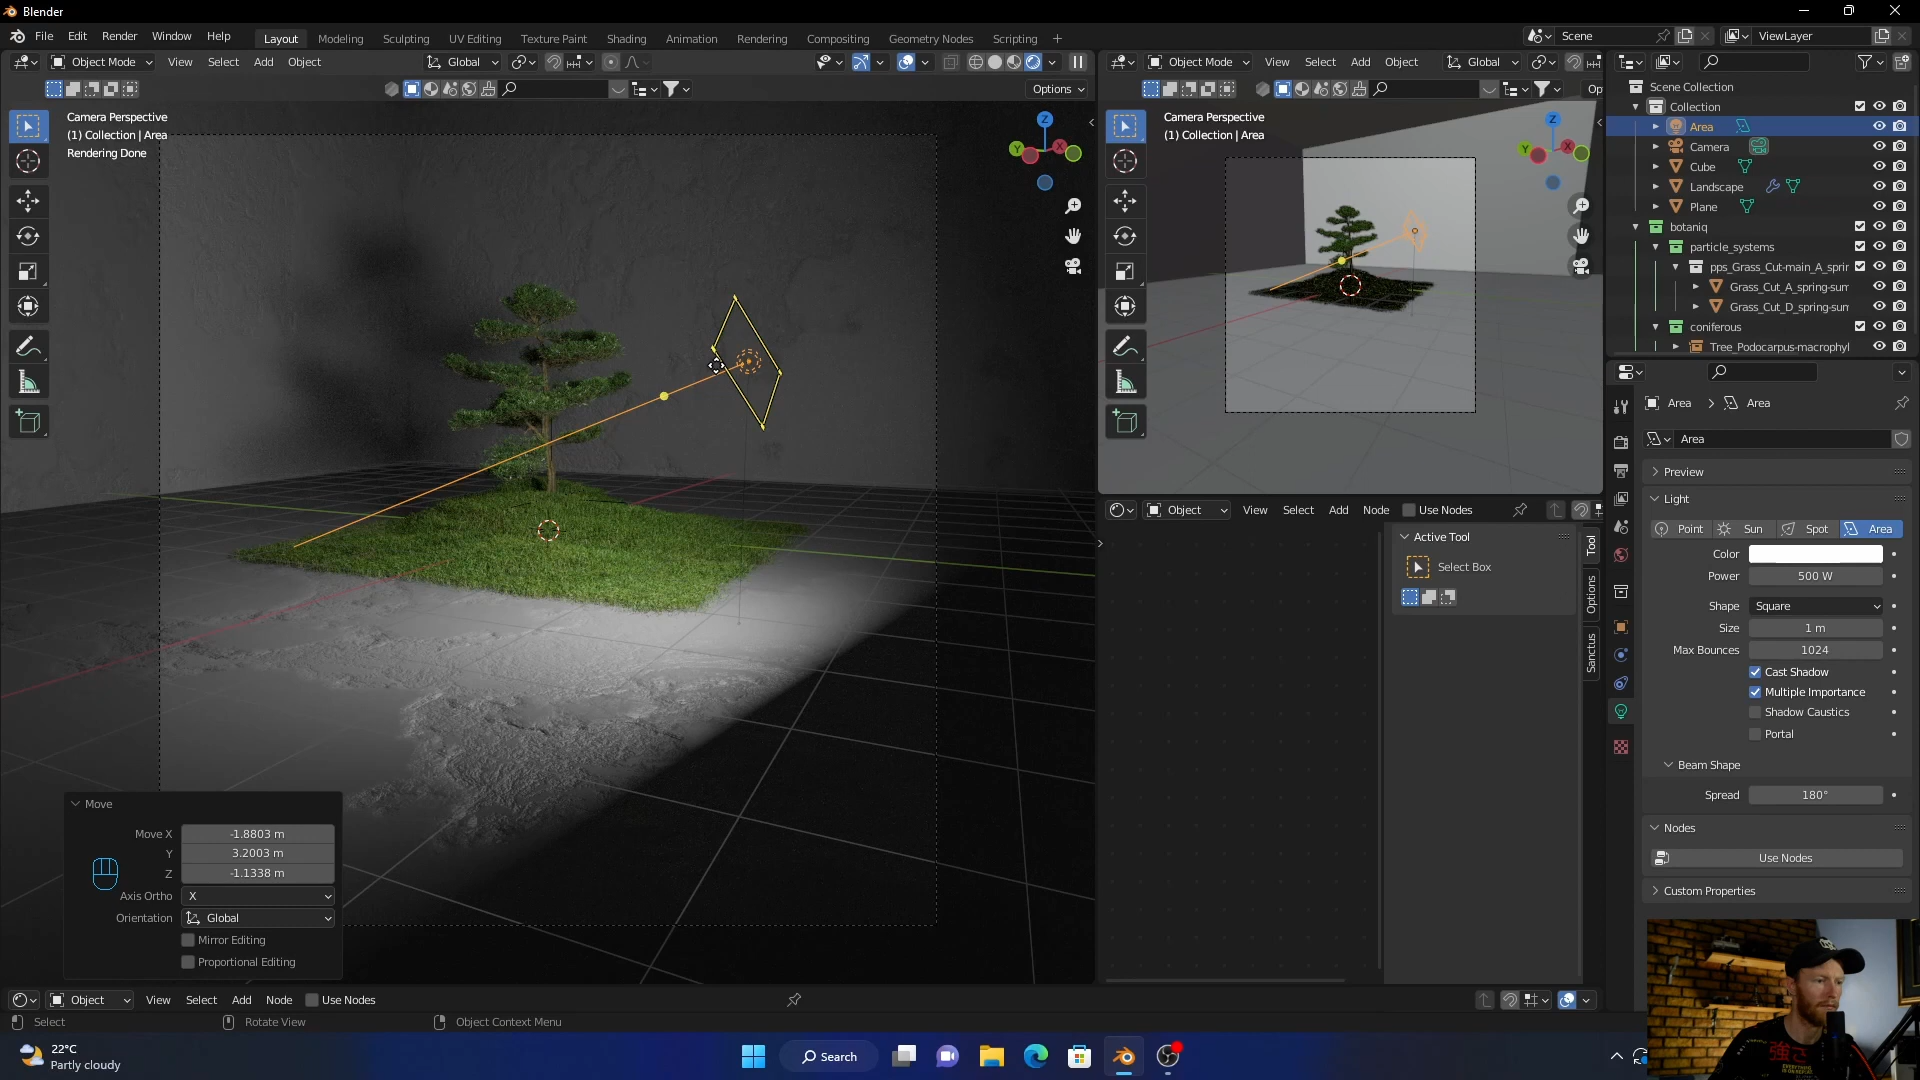 Blender
File Edit Render Window Help
Layout Modeling Sculpting UV Editing Texture Paint Shading Animation Rendering Compositing Geometry Nodes Scripting +
Scene
ViewLayer
Object Mode View Select Add Object
Global
Object Mode View Select Add Object
Global
Options
Op
Camera Perspective
(1) Collection | Area
Rendering Done
Z
Y
X
Camera Perspective
(1) Collection | Area
Z
Y
X
Scene Collection
Collection
Area
Camera
Cube
Landscape
Plane
botaniq
particle_systems
pps_Grass_Cut-main_A_sprir
Grass_Cut_A_spring-sum
Grass_Cut_D_spring-sum
coniferous
Tree_Podocarpus-macrophyl
Area > Area
Area
Preview
Light
Point Sun Spot Area
Color
Power 500 W
Shape Square
Size 1 m
Max Bounces 1024
Cast Shadow
Multiple Importance
Shadow Caustics
Portal
Beam Shape
Spread 180°
Nodes
Use Nodes
Custom Properties
Object View Select Add Node Use Nodes
Active Tool
Select Box
Tool
Options
Sanctus
Move
Move X -1.8803 m
Y 3.2003 m
Z -1.1338 m
Axis Ortho X
Orientation Global
Mirror Editing
Proportional Editing
Object View Select Add Node Use Nodes
Select
Rotate View
Object Context Menu
22°C
Partly cloudy
Search